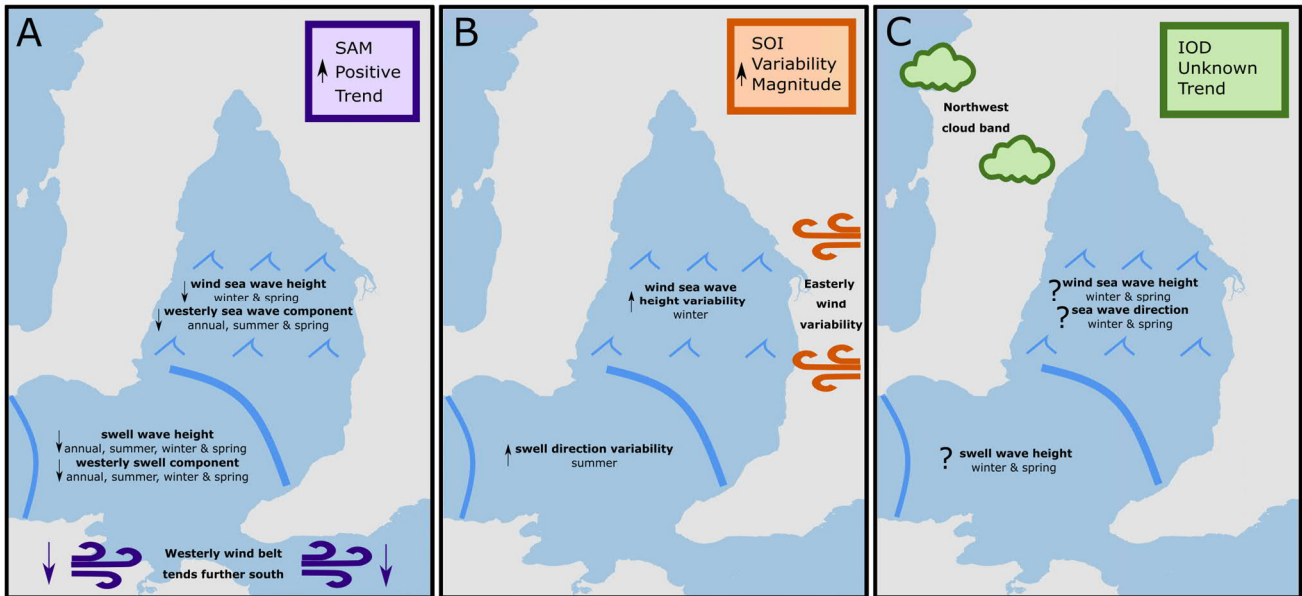 A
SAM
Positive
Trend
wind sea wave height
winter & spring
westerly sea wave component
annual, summer & spring
swell wave height
annual, summer, winter & spring
westerly swell component
annual, summer, winter & spring
Westerly wind belt
tends further south
B
SOI
Variability
Magnitude
wind sea wave
height variability
winter
Easterly
wind
variability
swell direction variability
summer
C
IOD
Unknown
Trend
Northwest
cloud band
? wind sea wave height
winter & spring
? sea wave direction
winter & spring
? swell wave height
winter & spring